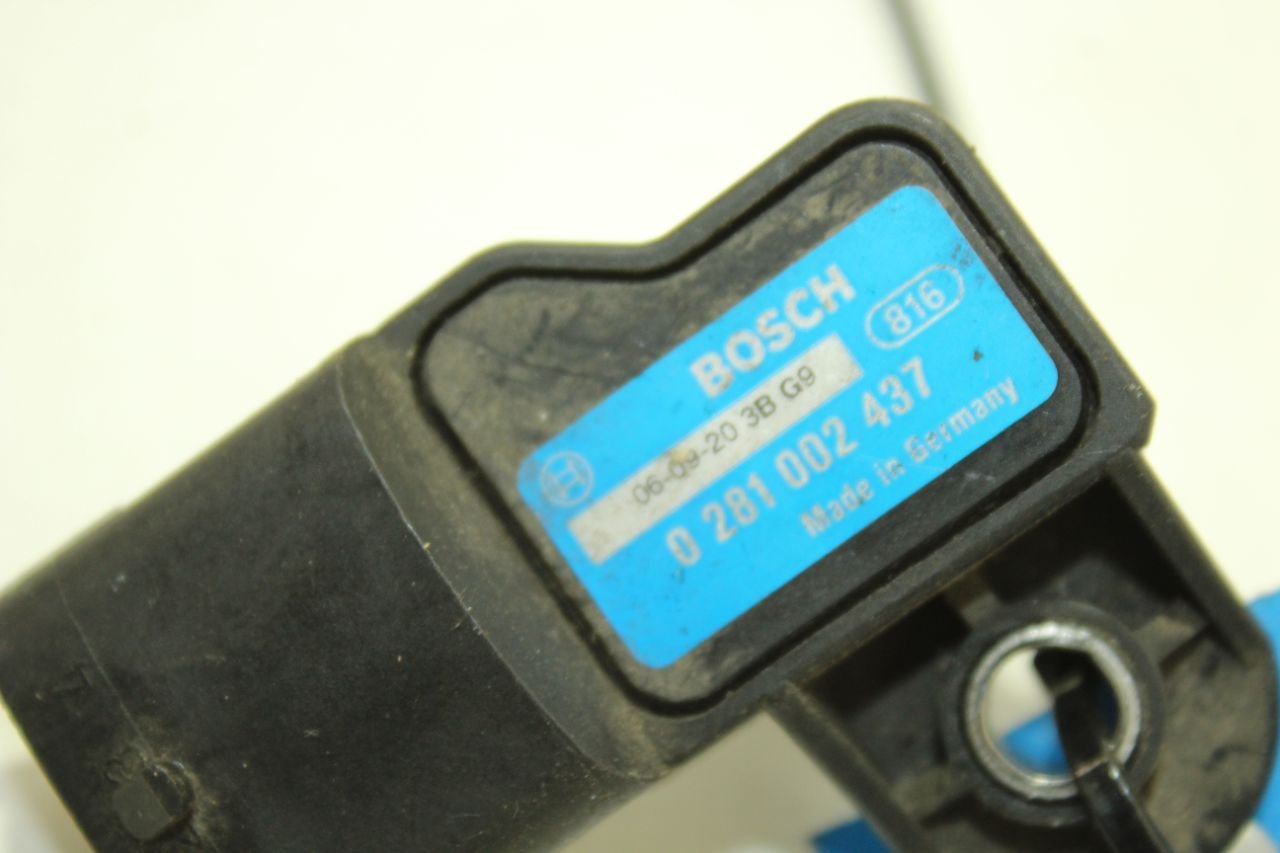 BOSCH
816
06-09-20 3B G9
0 281 002 437
Made in Germany